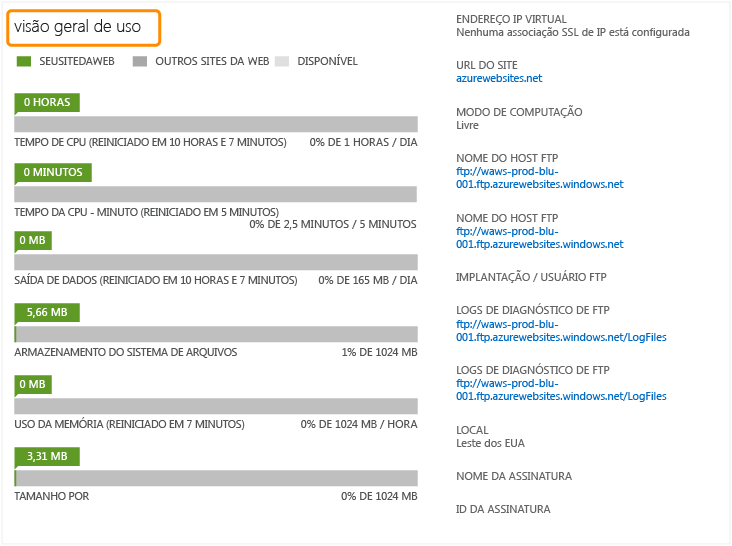 visão geral de uso
SEUSITEDAWEB OUTROS SITES DA WEB DISPONÍVEL
0 HORAS
TEMPO DE CPU (REINICIADO EM 10 HORAS E 7 MINUTOS) 0% DE 1 HORAS / DIA
0 MINUTOS
TEMPO DA CPU - MINUTO (REINICIADO EM 5 MINUTOS)
0% DE 2,5 MINUTOS / 5 MINUTOS
0 MB
SAÍDA DE DADOS (REINICIADO EM 10 HORAS E 7 MINUTOS) 0% DE 165 MB / DIA
5,66 MB
ARMAZENAMENTO DO SISTEMA DE ARQUIVOS 1% DE 1024 MB
0 MB
USO DA MEMÓRIA (REINICIADO EM 7 MINUTOS) 0% DE 1024 MB / HORA
3,31 MB
TAMANHO POR 0% DE 1024 MB
ENDEREÇO IP VIRTUAL
Nenhuma associação SSL de IP está configurada
URL DO SITE
azurewebsites.net
MODO DE COMPUTAÇÃO
Livre
NOME DO HOST FTP
ftp://waws-prod-blu-
001.ftp.azurewebsites.windows.net
NOME DO HOST FTP
ftp://waws-prod-blu-
001.ftp.azurewebsites.windows.net
IMPLANTAÇÃO / USUÁRIO FTP
LOGS DE DIAGNÓSTICO DE FTP
ftp://waws-prod-blu-
001.ftp.azurewebsites.windows.net/LogFiles
LOGS DE DIAGNÓSTICO DE FTP
ftp://waws-prod-blu-
001.ftp.azurewebsites.windows.net/LogFiles
LOCAL
Leste dos EUA
NOME DA ASSINATURA
ID DA ASSINATURA